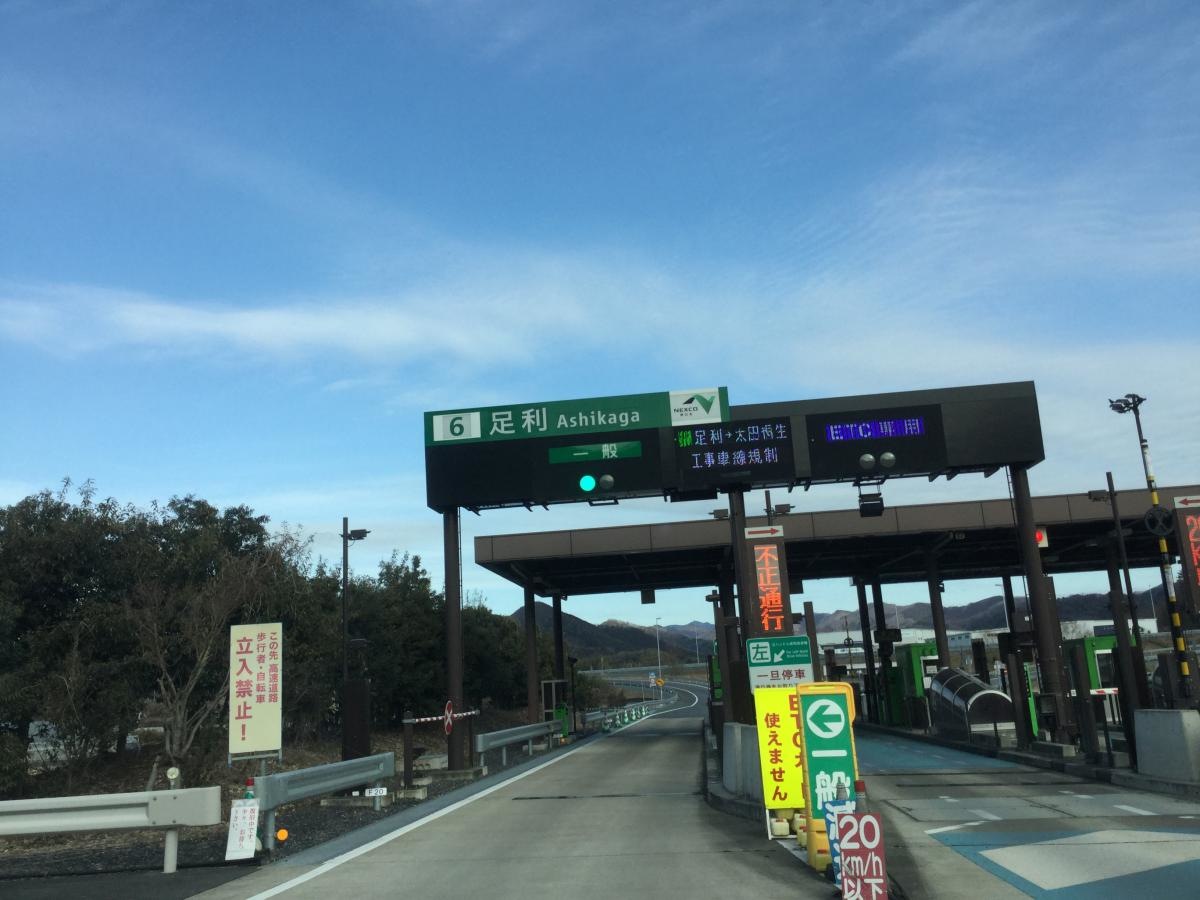 6 足利 Ashikaga
NEXCO
一般
足利→太田桐生
工事車線規制
ETC専用
不正通行
左
一旦停車
この先 高速道路
歩行者・自転車
立入禁止！
使えません
一般
20
km/h
以下
F20